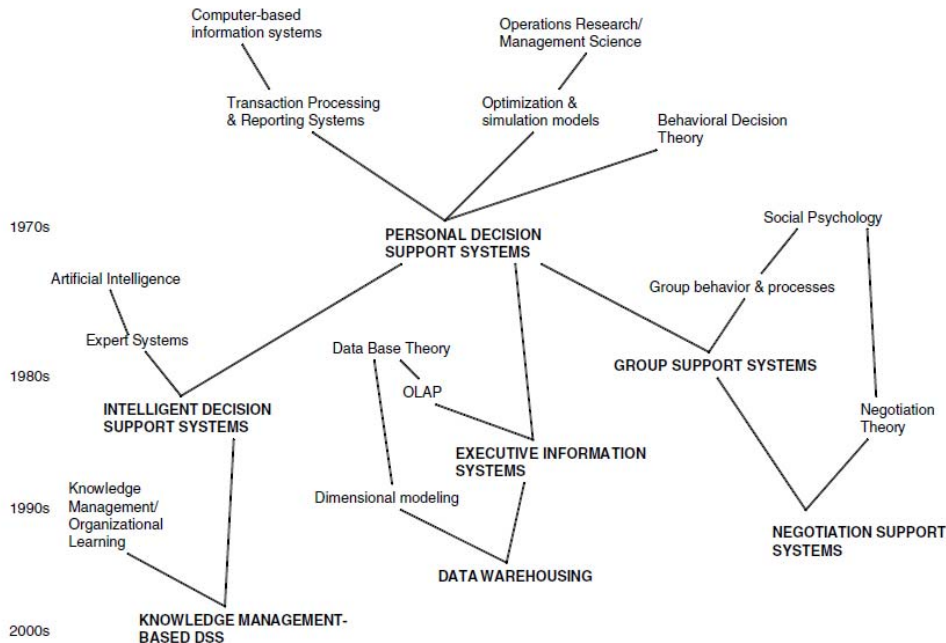 Computer-based
information systems
Operations Research/
Management Science
Transaction Processing
& Reporting Systems
Optimization &
simulation models
Behavioral Decision
Theory
1970s
PERSONAL DECISION
SUPPORT SYSTEMS
Social Psychology
Artificial Intelligence
Group behavior & processes
Expert Systems
Data Base Theory
GROUP SUPPORT SYSTEMS
1980s
OLAP
INTELLIGENT DECISION
SUPPORT SYSTEMS
Negotiation
Theory
EXECUTIVE INFORMATION
SYSTEMS
Knowledge
Management/
Organizational
Learning
Dimensional modeling
1990s
NEGOTIATION SUPPORT
SYSTEMS
DATA WAREHOUSING
KNOWLEDGE MANAGEMENT-
BASED DSS
2000s